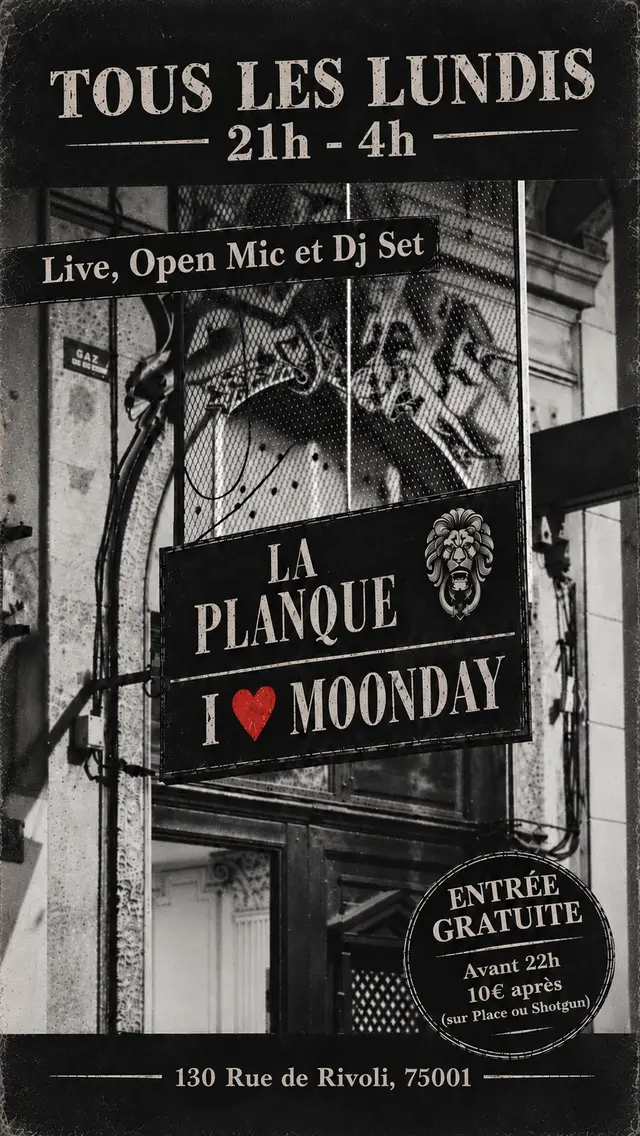 TOUS LES LUNDIS
21h - 4h
Live, Open Mic et Dj Set
GAZ
LA
PLANQUE
I ❤ MOONDAY
ENTRÉE
GRATUITE
Avant 22h
10€ après
(sur Place ou Shotgun)
130 Rue de Rivoli, 75001